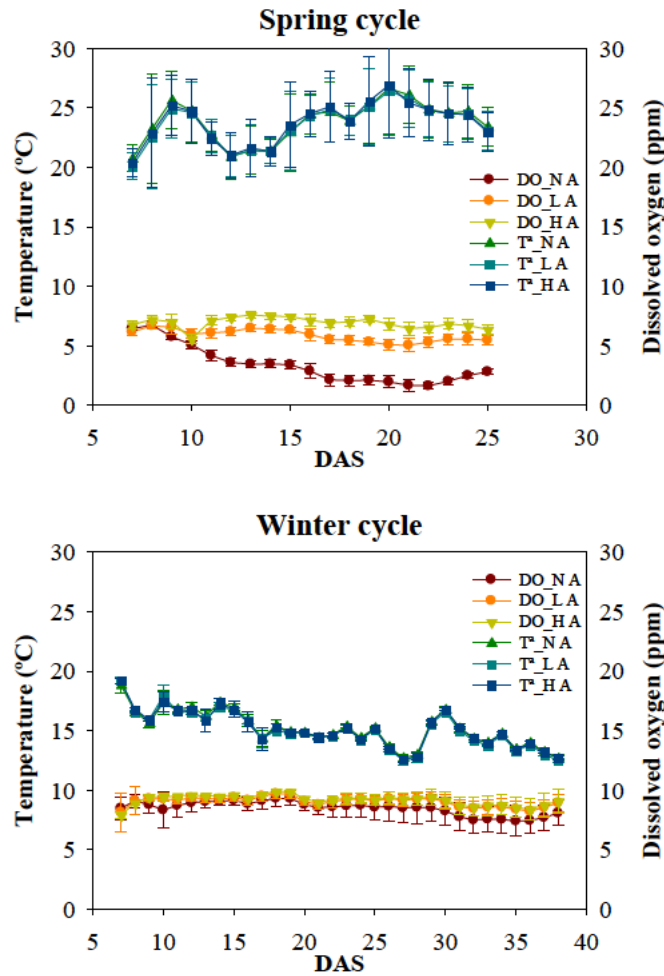 Spring cycle
30
25
20
15
10
5
0
Temperature (ºC)
30
25
20
15
10
5
0
Dissolved oxygen (ppm)
DO_NA
DO_LA
DO_HA
Tª_NA
Tª_LA
Tª_HA
5 10 15 20 25 30
DAS
Winter cycle
30
25
20
15
10
5
0
Temperature (ºC)
30
25
20
15
10
5
0
Dissolved oxygen (ppm)
DO_NA
DO_LA
DO_HA
Tª_NA
Tª_LA
Tª_HA
5 10 15 20 25 30 35 40
DAS